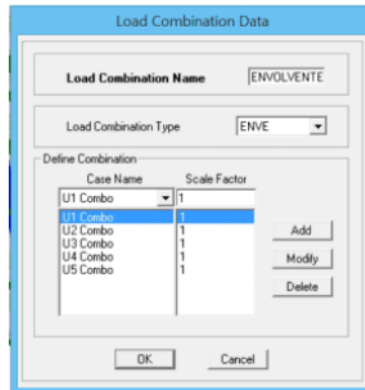 Load Combination Data
Load Combination Name ENVOLVENTE
Load Combination Type ENVE
Define Combination
Case Name Scale Factor
U1 Combo 1
U1 Combo 1
U2 Combo 1
U3 Combo 1
U4 Combo 1
U5 Combo 1
Add
Modify
Delete
OK Cancel